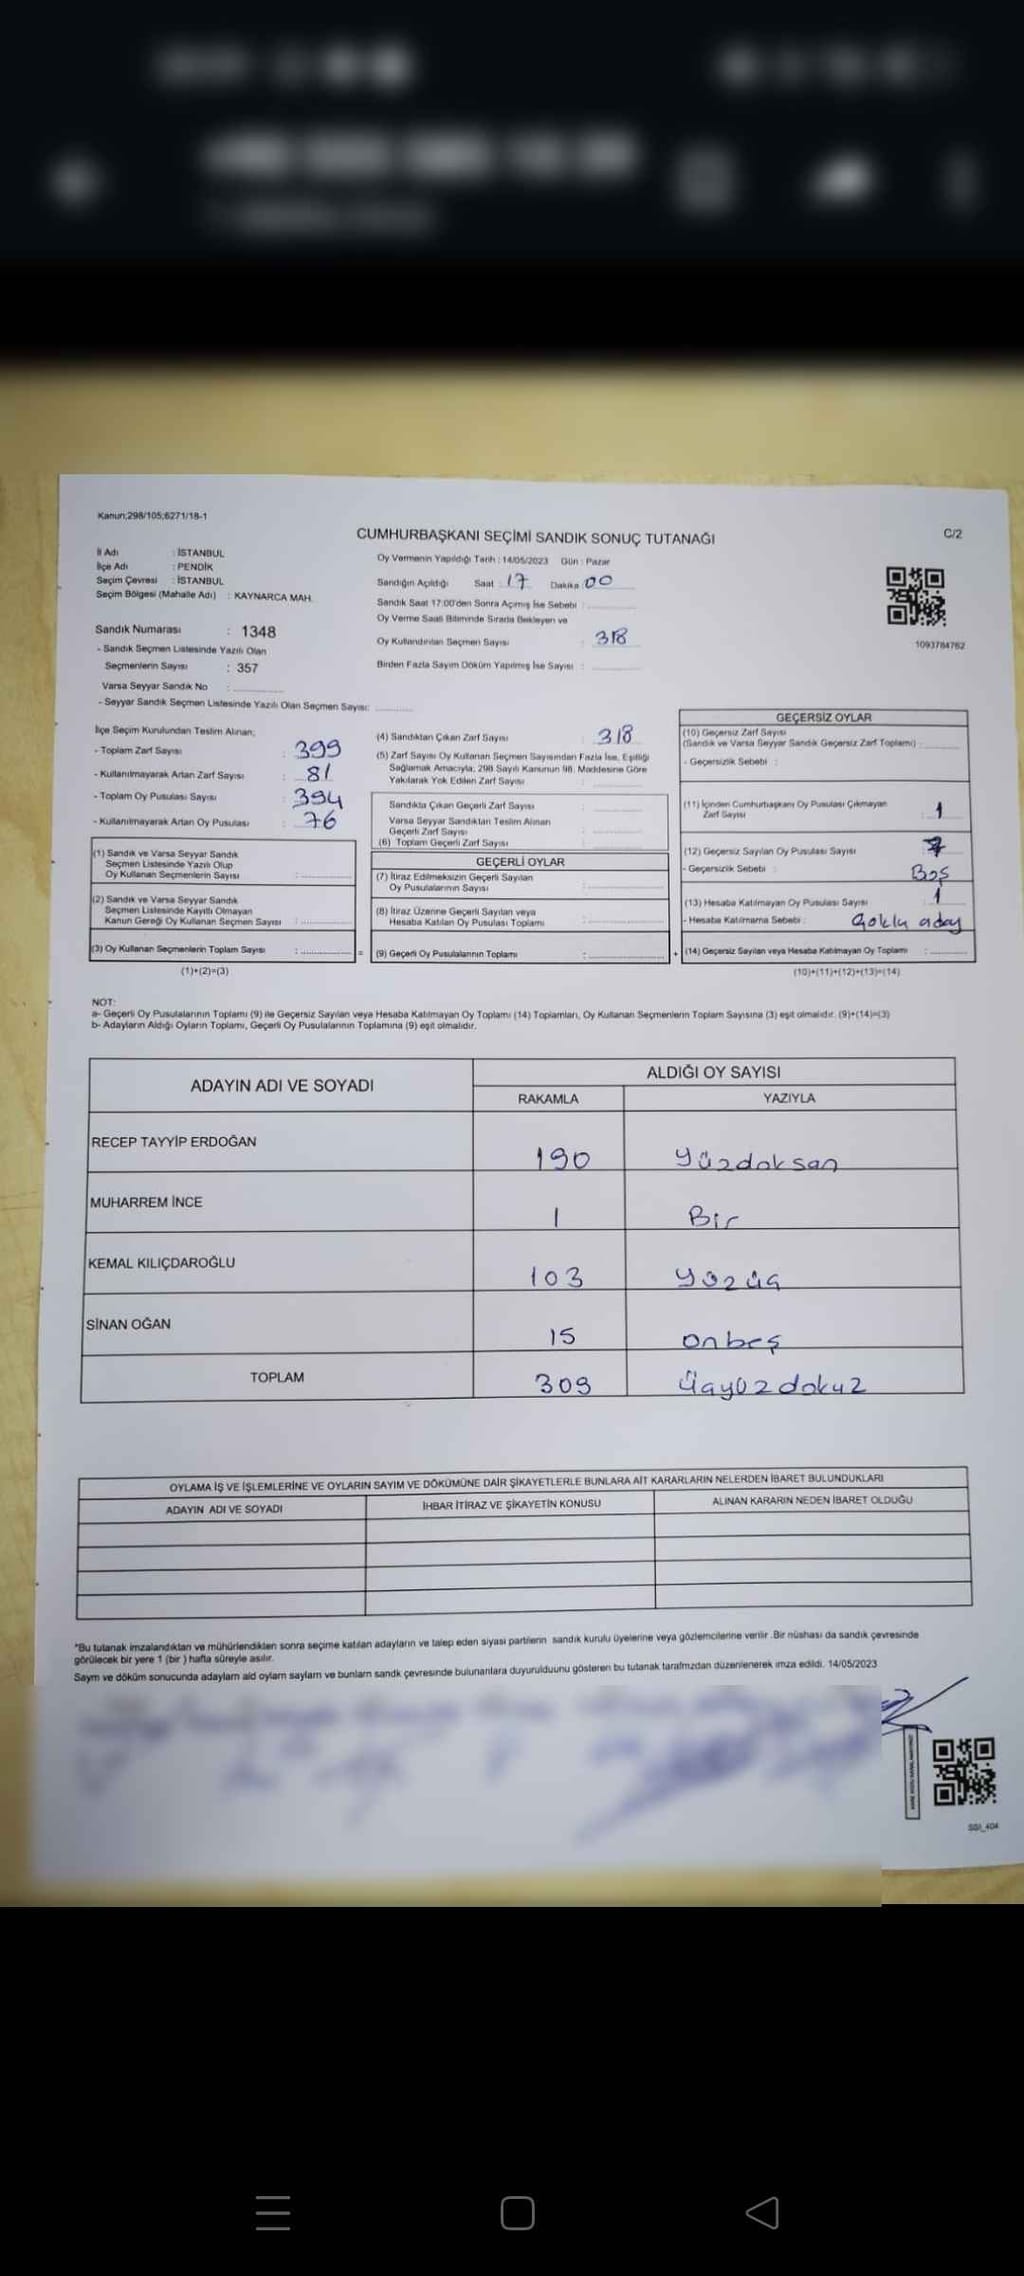 Kanun;298/105;6271/18-1
CUMHURBAŞKANI SEÇİMİ SANDIK SONUÇ TUTANAĞI
C/2
İl Adı : İSTANBUL
İlçe Adı : PENDİK
Seçim Çevresi : İSTANBUL
Seçim Bölgesi (Mahalle Adı) : KAYNARCA MAH.
Oy Vermenin Yapıldığı Tarih : 14/05/2023 Gün : Pazar
Sandığın Açıldığı Saat : 17 Dakika : 00
Sandık Saat 17:00'den Sonra Açımış İse Sebebi :
Oy Verme Saati Bitiminde Sırada Bekleyen ve
Oy Kullandırılan Seçmen Sayısı : 318
Birden Fazla Sayım Döküm Yapılmış İse Sayısı :
1093784762
Sandık Numarası : 1348
- Sandık Seçmen Listesinde Yazılı Olan
Seçmenlerin Sayısı : 357
Varsa Seyyar Sandık No :
- Seyyar Sandık Seçmen Listesinde Yazılı Olan Seçmen Sayısı:
İlçe Seçim Kurulundan Teslim Alınan;
- Toplam Zarf Sayısı : 399
- Kullanılmayarak Artan Zarf Sayısı : 81
- Toplam Oy Pusulası Sayısı : 394
- Kullanılmayarak Artan Oy Pusulası : 76
(4) Sandıktan Çıkan Zarf Sayısı : 318
(5) Zarf Sayısı Oy Kullanan Seçmen Sayısından Fazla İse, Eşitliği
Sağlamak Amacıyla, 298 Sayılı Kanunun 98. Maddesine Göre
Yakılarak Yok Edilen Zarf Sayısı :
Sandıkta Çıkan Geçerli Zarf Sayısı :
Varsa Seyyar Sandıktan Teslim Alınan
Geçerli Zarf Sayısı :
(6) Toplam Geçerli Zarf Sayısı :
GEÇERSİZ OYLAR
(10) Geçersiz Zarf Sayısı
(Sandık ve Varsa Seyyar Sandık Geçersiz Zarf Toplamı) :
- Geçersizlik Sebebi :
(11) İçinden Cumhurbaşkanı Oy Pusulası Çıkmayan
Zarf Sayısı : 1
(12) Geçersiz Sayılan Oy Pusulası Sayısı : 7
- Geçersizlik Sebebi : Boş
(13) Hesaba Katılmayan Oy Pusulası Sayısı : 1
- Hesaba Katılmama Sebebi : Çoklu aday
(14) Geçersiz Sayılan veya Hesaba Katılmayan Oy Toplamı :
(10)+(11)+(12)+(13)=(14)
(1) Sandık ve Varsa Seyyar Sandık
Seçmen Listesinde Yazılı Olup
Oy Kullanan Seçmenlerin Sayısı :
(2) Sandık ve Varsa Seyyar Sandık
Seçmen Listesinde Kayıtlı Olmayan
Kanun Gereği Oy Kullanan Seçmen Sayısı :
(3) Oy Kullanan Seçmenlerin Toplam Sayısı : =
(1)+(2)=(3)
GEÇERLİ OYLAR
(7) İtiraz Edilmeksizin Geçerli Sayılan
Oy Pusulalarının Sayısı :
(8) İtiraz Üzerine Geçerli Sayılan veya
Hesaba Katılan Oy Pusulası Toplamı :
(9) Geçerli Oy Pusulalarının Toplamı : +
NOT:
a- Geçerli Oy Pusulalarının Toplamı (9) ile Geçersiz Sayılan veya Hesaba Katılmayan Oy Toplamı (14) Toplamları, Oy Kullanan Seçmenlerin Toplam Sayısına (3) eşit olmalıdır. (9)+(14)=(3)
b- Adayların Aldığı Oyların Toplamı, Geçerli Oy Pusulalarının Toplamına (9) eşit olmalıdır.
ADAYIN ADI VE SOYADI
ALDIĞI OY SAYISI
RAKAMLA YAZIYLA
RECEP TAYYİP ERDOĞAN 190 Yüzdoksan
MUHARREM İNCE 1 Bir
KEMAL KILIÇDAROĞLU 103 Yüzüç
SİNAN OĞAN 15 onbeş
TOPLAM 309 Üçyüzdokuz
OYLAMA İŞ VE İŞLEMLERİNE VE OYLARIN SAYIM VE DÖKÜMÜNE DAİR ŞİKAYETLERLE BUNLARA AİT KARARLARIN NELERDEN İBARET BULUNDUKLARI
ADAYIN ADI VE SOYADI İHBAR İTİRAZ VE ŞİKAYETİN KONUSU ALINAN KARARIN NEDEN İBARET OLDUĞU
*Bu tutanak imzalandıktan ve mühürlendikten sonra seçime katılan adayların ve talep eden siyasi partilerin sandık kurulu üyelerine veya gözlemcilerine verilir .Bir nüshası da sandık çevresinde
görülecek bir yere 1 (bir ) hafta süreyle asılır.
Sayım ve döküm sonucunda adayların ald oyların sayların ve bunların sandk çevresinde bulunanlara duyurulduunu gösteren bu tutanak tarafmzdan düzenlenerek imza edildi. 14/05/2023
SSI_404